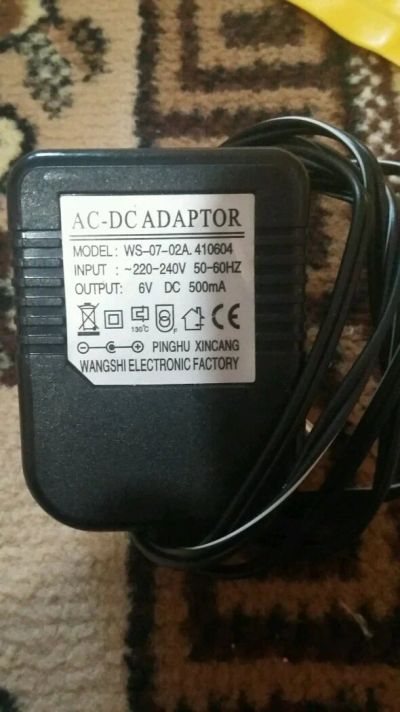 AC-DC ADAPTOR
MODEL: WS-07-02A.410604
INPUT : ~220-240V 50-60HZ
OUTPUT: 6V DC 500mA
130°C F CE
PINGHU XINCANG
WANGSHI ELECTRONIC FACTORY